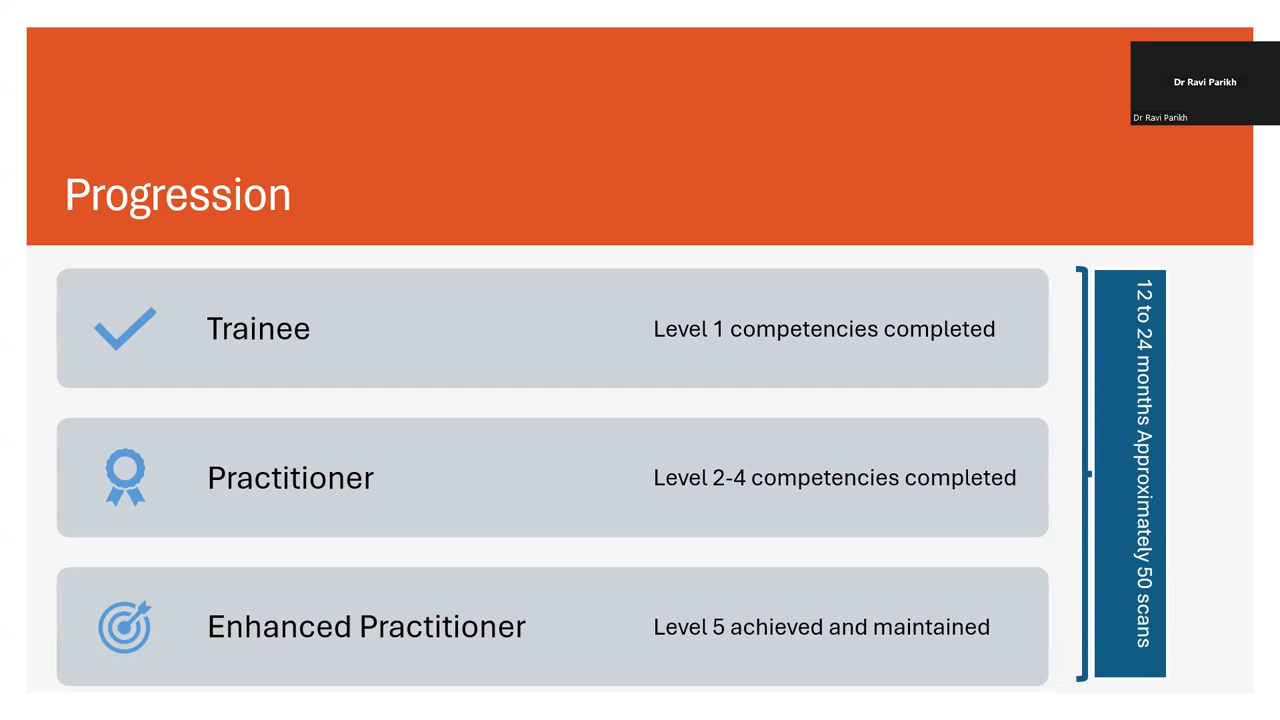 Dr Ravi Parikh
Dr Ravi Parikh
Progression
Trainee
Level 1 competencies completed
Practitioner
Level 2-4 competencies completed
Enhanced Practitioner
Level 5 achieved and maintained
12 to 24 months Approximately 50 scans